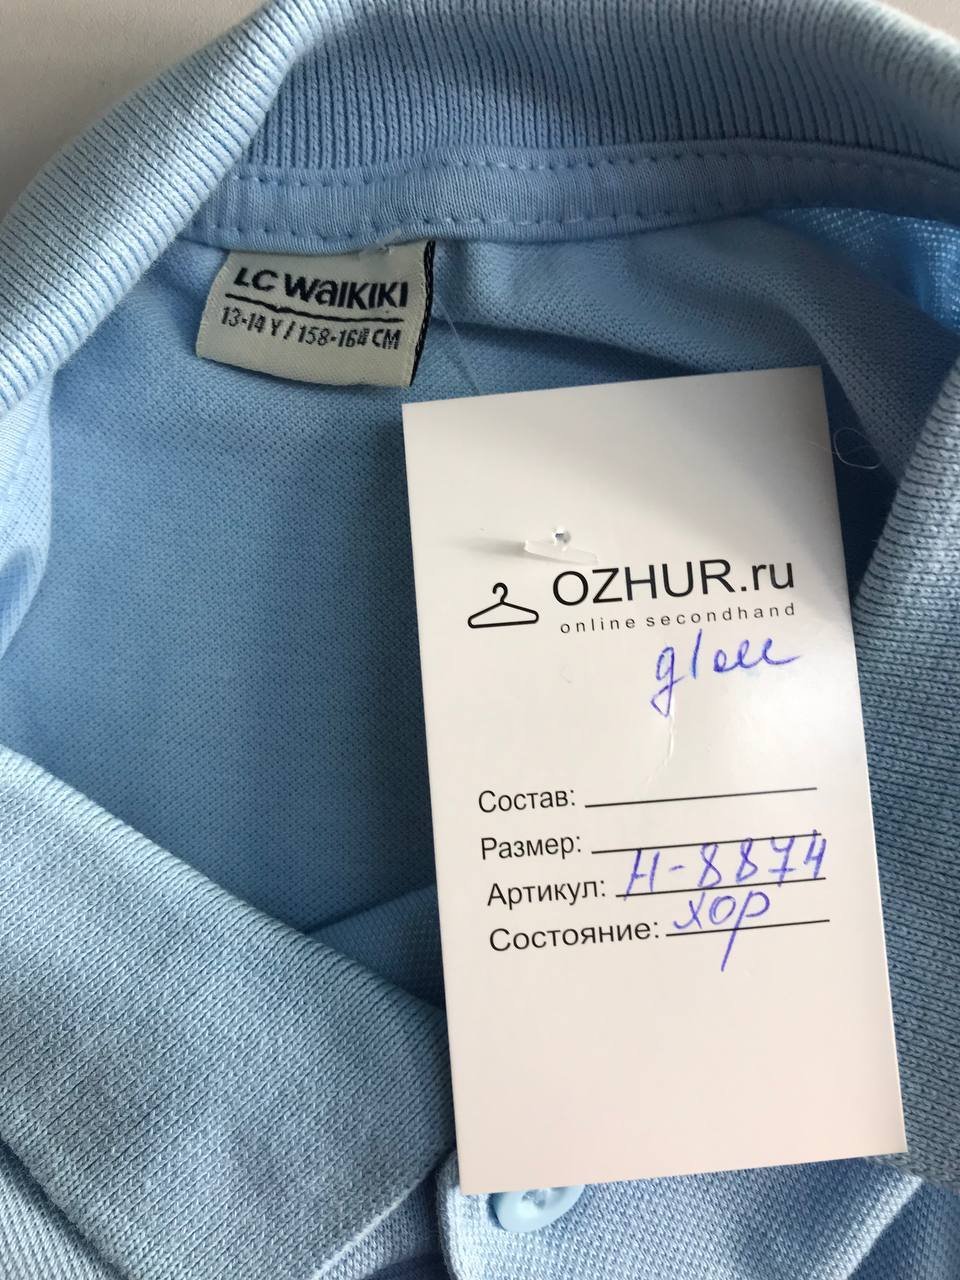 LC WAIKIKI
13-14 Y / 158-164 CM
OZHUR.ru
online secondhand
Состав:
Размер:
Артикул: Н-8874
Состояние: хор